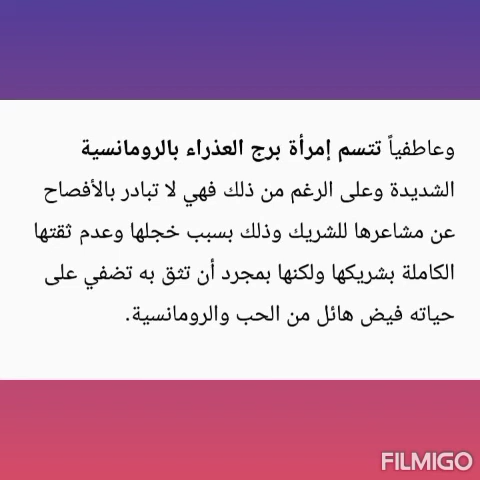 وعاطفياً تتسم إمرأة برج العذراء بالرومانسية
الشديدة وعلى الرغم من ذلك فهي لا تبادر بالأفصاح
عن مشاعرها للشريك وذلك بسبب خجلها وعدم ثقتها
الكاملة بشريكها ولكنها بمجرد أن تثق به تضفي على
حياته فيض هائل من الحب والرومانسية.
FILMIGO